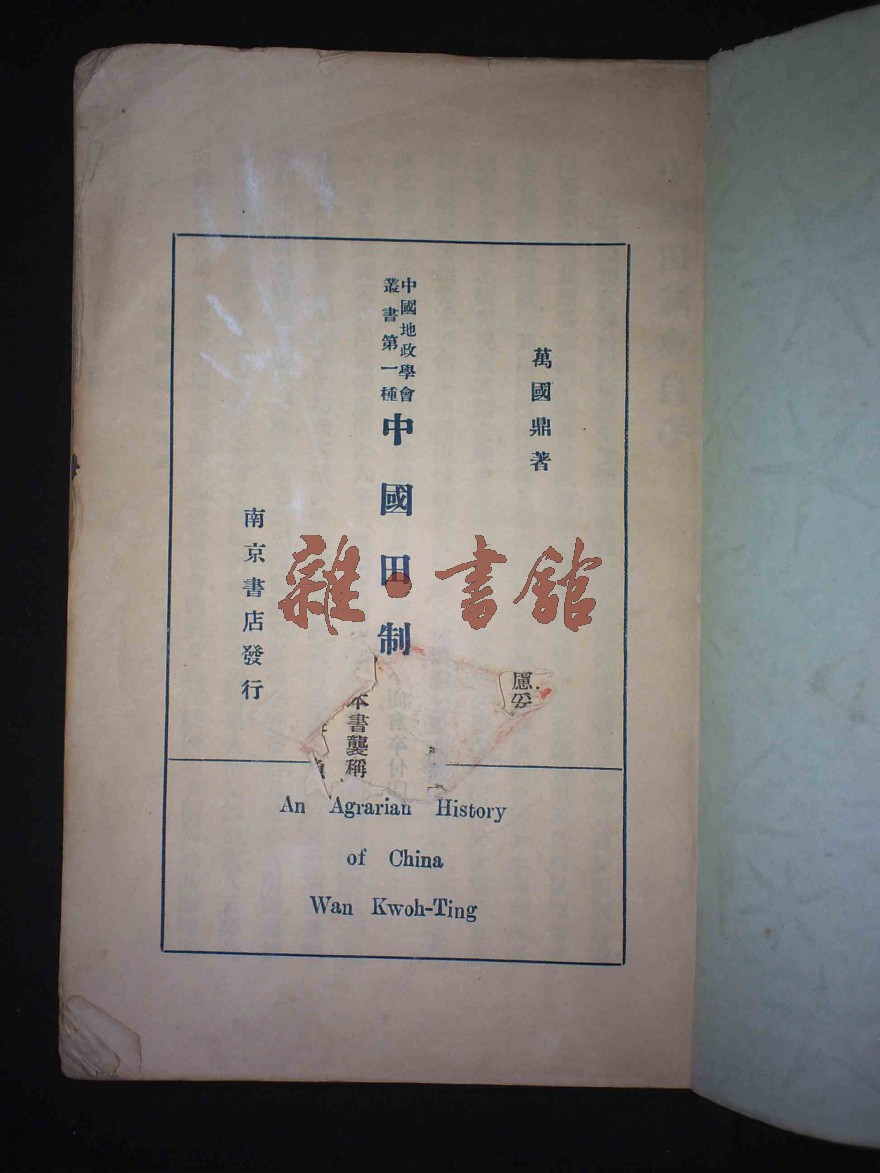 萬國鼎著
中國地政學會
叢書第一種
中國田制
南京書店發行
雜·書館
慮妥
本書襲稱
An Agrarian History
of China
Wan Kwoh-Ting